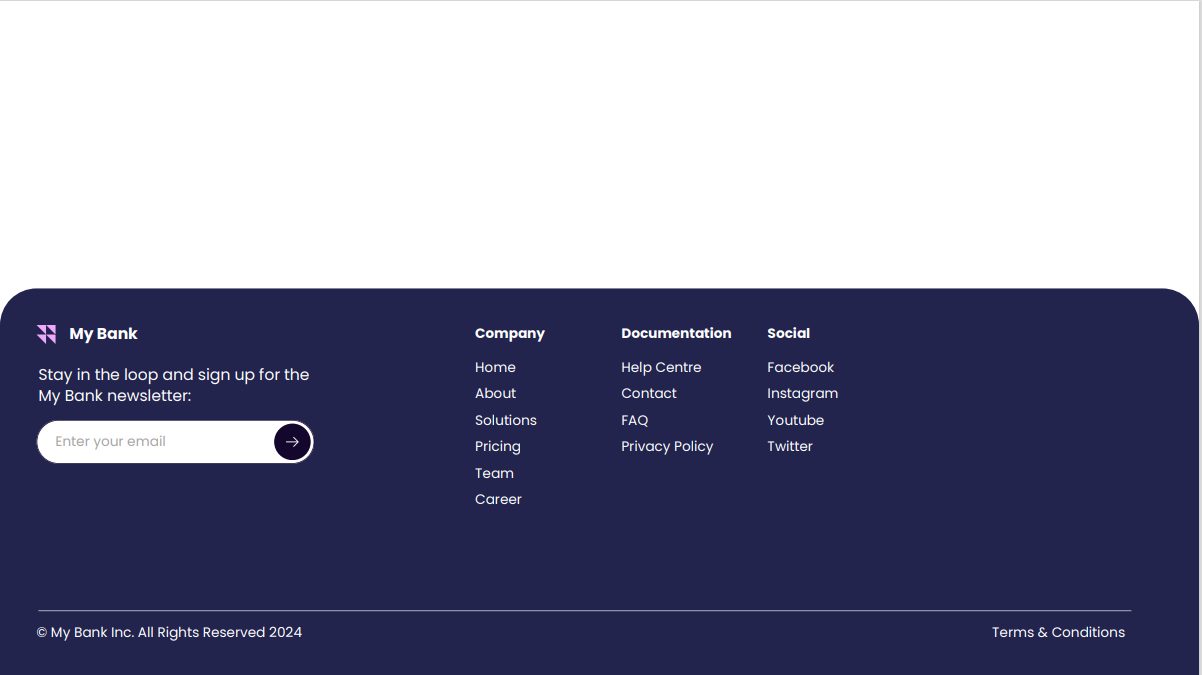 My Bank
Stay in the loop and sign up for the
My Bank newsletter:
Enter your email
Company
Home
About
Solutions
Pricing
Team
Career
Documentation
Help Centre
Contact
FAQ
Privacy Policy
Social
Facebook
Instagram
Youtube
Twitter
© My Bank Inc. All Rights Reserved 2024
Terms & Conditions